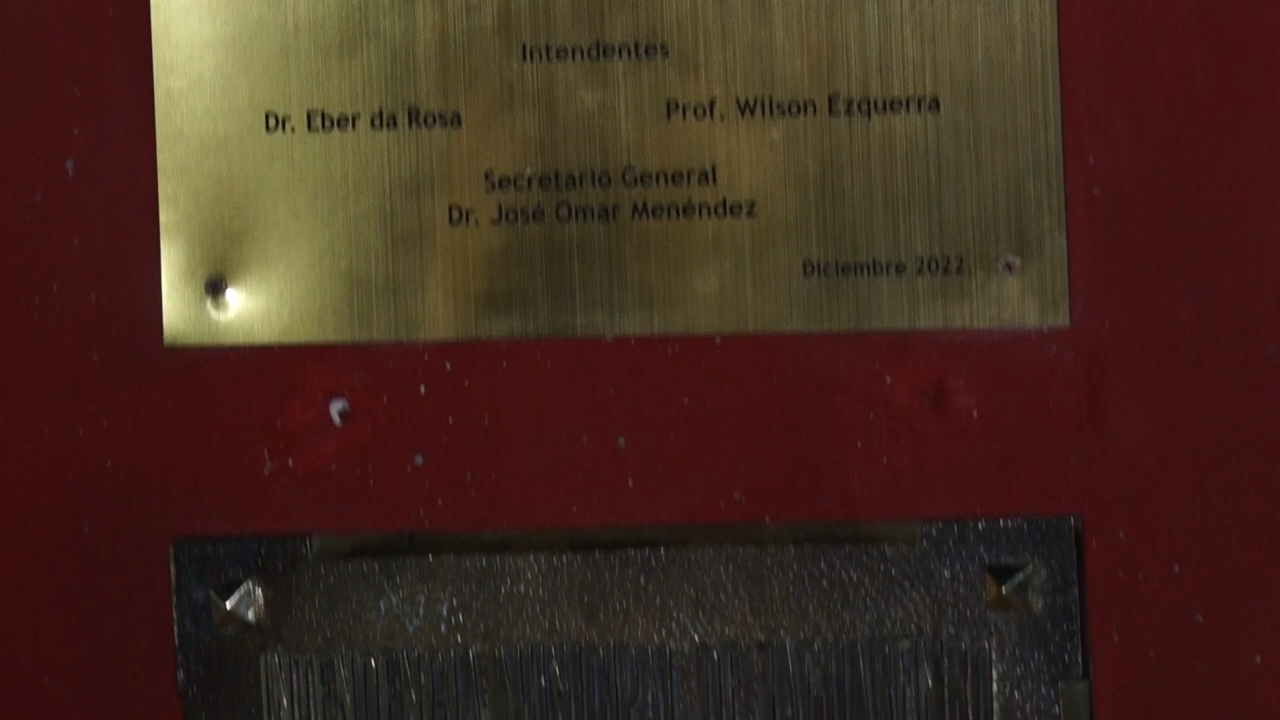 Intendentes
Dr. Eber da Rosa
Prof. Wilson Ezquerra
Secretario General
Dr. José Omar Menéndez
Diciembre 2022.